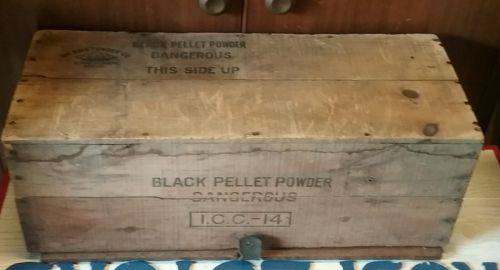 BLACK PELLET POWDER
DANGEROUS
THIS SIDE UP
BLACK PELLET POWDER
DANGEROUS
I.C.C.-14